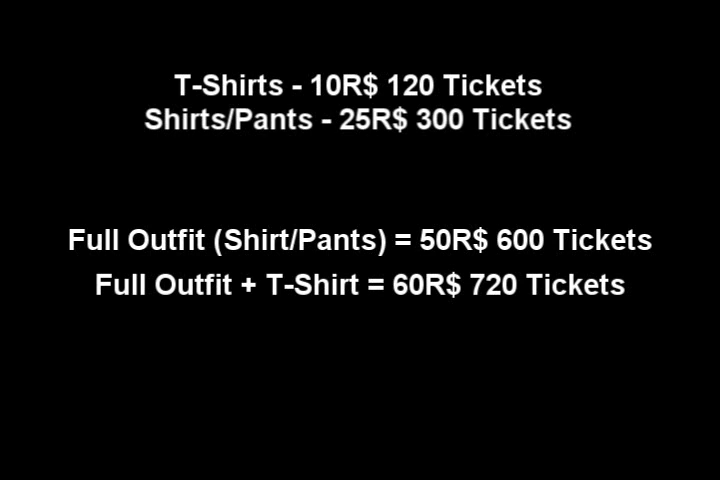 T-Shirts - 10R$ 120 Tickets
Shirts/Pants - 25R$ 300 Tickets
Full Outfit (Shirt/Pants) = 50R$ 600 Tickets
Full Outfit + T-Shirt = 60R$ 720 Tickets